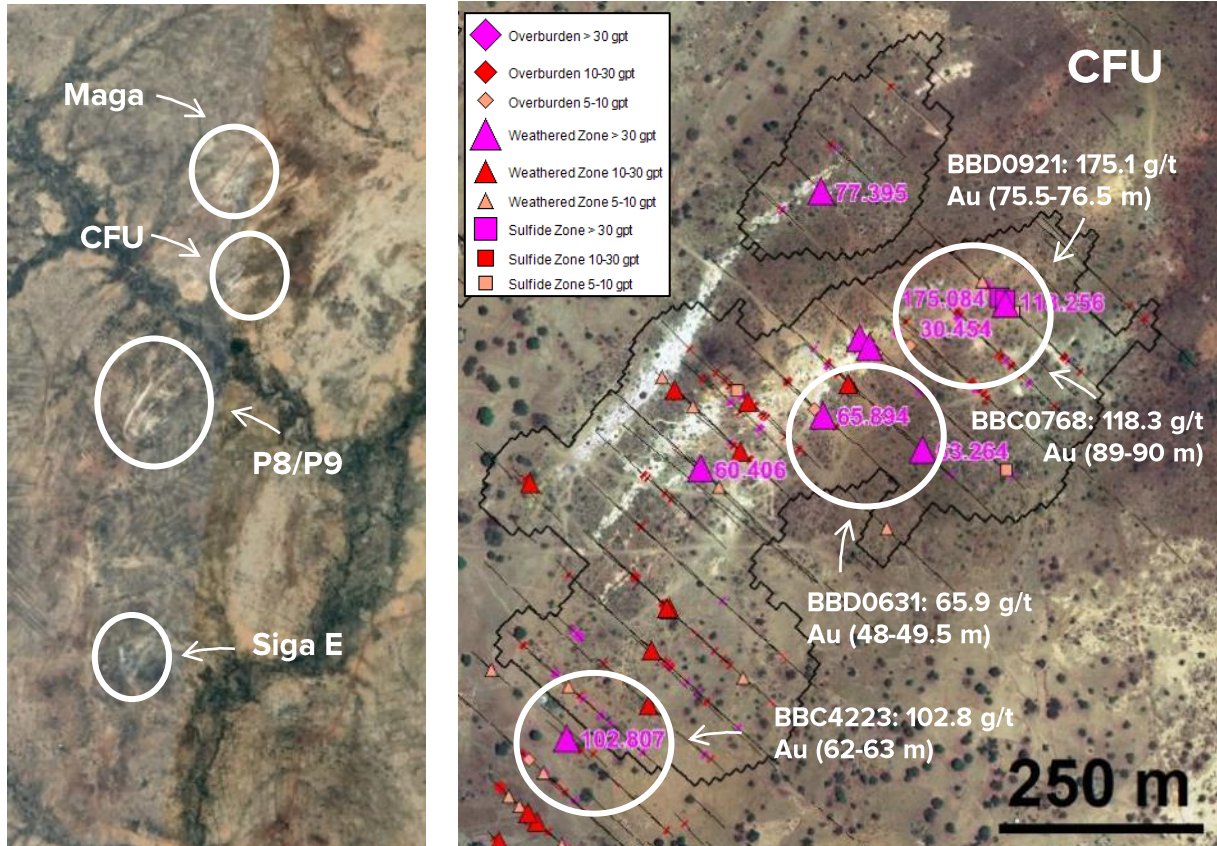 Maga
CFU
P8/P9
Siga E
Overburden > 30 gpt
Overburden 10-30 gpt
Overburden 5-10 gpt
Weathered Zone > 30 gpt
Weathered Zone 10-30 gpt
Weathered Zone 5-10 gpt
Sulfide Zone > 30 gpt
Sulfide Zone 10-30 gpt
Sulfide Zone 5-10 gpt
CFU
BBD0921: 175.1 g/t
Au (75.5-76.5 m)
77.395
175.084
30.454
BBC0768: 118.3 g/t
Au (89-90 m)
65.894
60.406
BBD0631: 65.9 g/t
Au (48-49.5 m)
BBC4223: 102.8 g/t
Au (62-63 m)
102.807
250 m